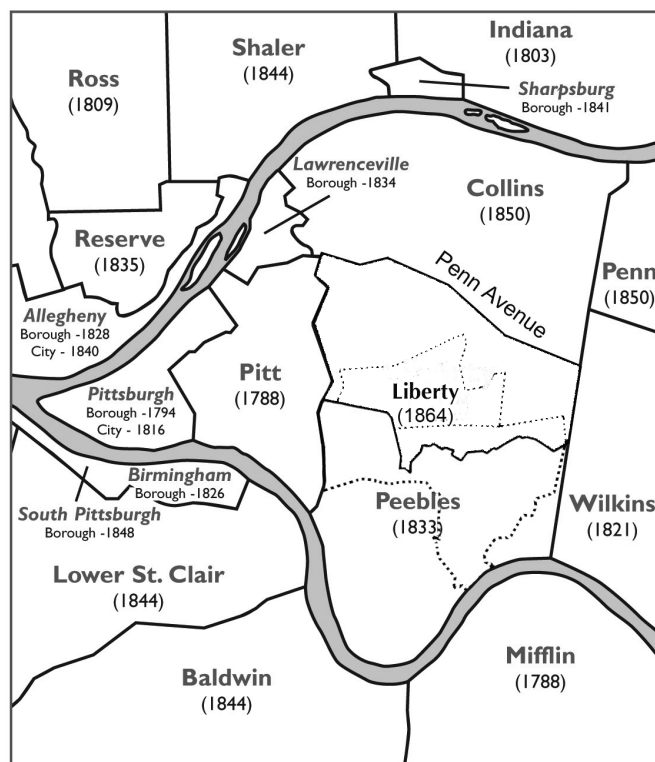 Indiana
(1803)
Shaler
(1844)
Ross
(1809)
Sharpsburg
Borough -1841
Lawrenceville
Borough -1834
Collins
(1850)
Reserve
(1835)
Penn Avenue
Penn
(1850)
Allegheny
Borough -1828
City - 1840
Pitt
(1788)
Pittsburgh
Borough -1794
City - 1816
Liberty
(1864)
Birmingham
Borough -1826
South Pittsburgh
Borough -1848
Peebles
(1833)
Wilkins
(1821)
Lower St. Clair
(1844)
Baldwin
(1844)
Mifflin
(1788)